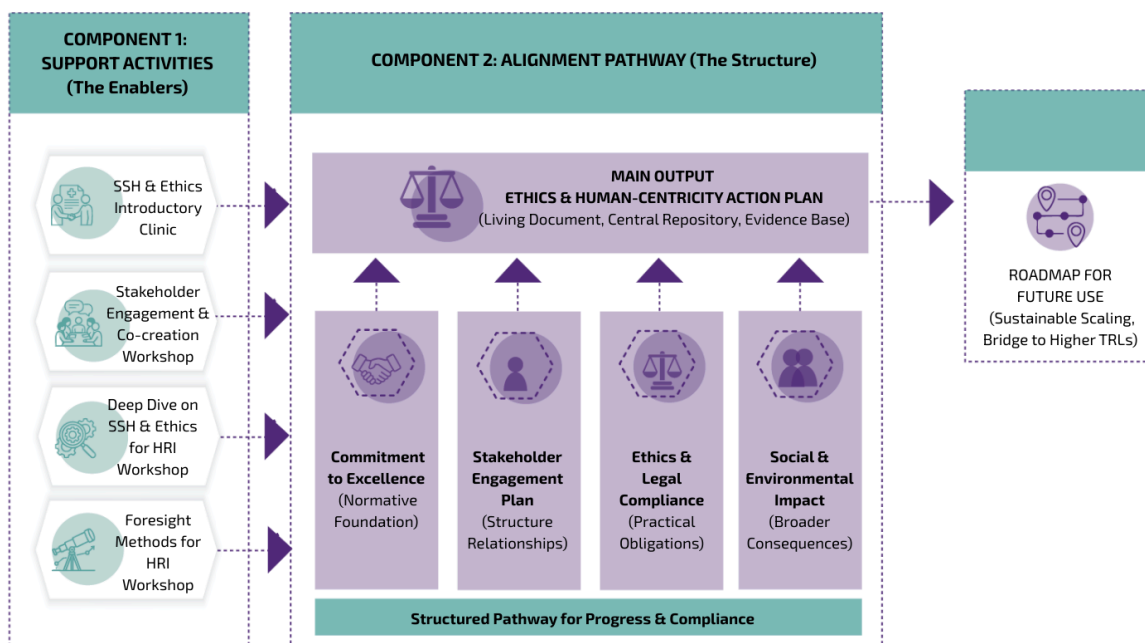 COMPONENT 1:
SUPPORT ACTIVITIES
(The Enablers)
SSH & Ethics
Introductory
Clinic
Stakeholder
Engagement &
Co-creation
Workshop
Deep Dive on
SSH & Ethics
for HRI
Workshop
Foresight
Methods for
HRI
Workshop
COMPONENT 2: ALIGNMENT PATHWAY (The Structure)
MAIN OUTPUT
ETHICS & HUMAN-CENTRICITY ACTION PLAN
(Living Document, Central Repository, Evidence Base)
Commitment
to Excellence
(Normative
Foundation)
Stakeholder
Engagement
Plan
(Structure
Relationships)
Ethics &
Legal
Compliance
(Practical
Obligations)
Social &
Environmental
Impact
(Broader
Consequences)
Structured Pathway for Progress & Compliance
ROADMAP FOR
FUTURE USE
(Sustainable Scaling,
Bridge to Higher TRLs)